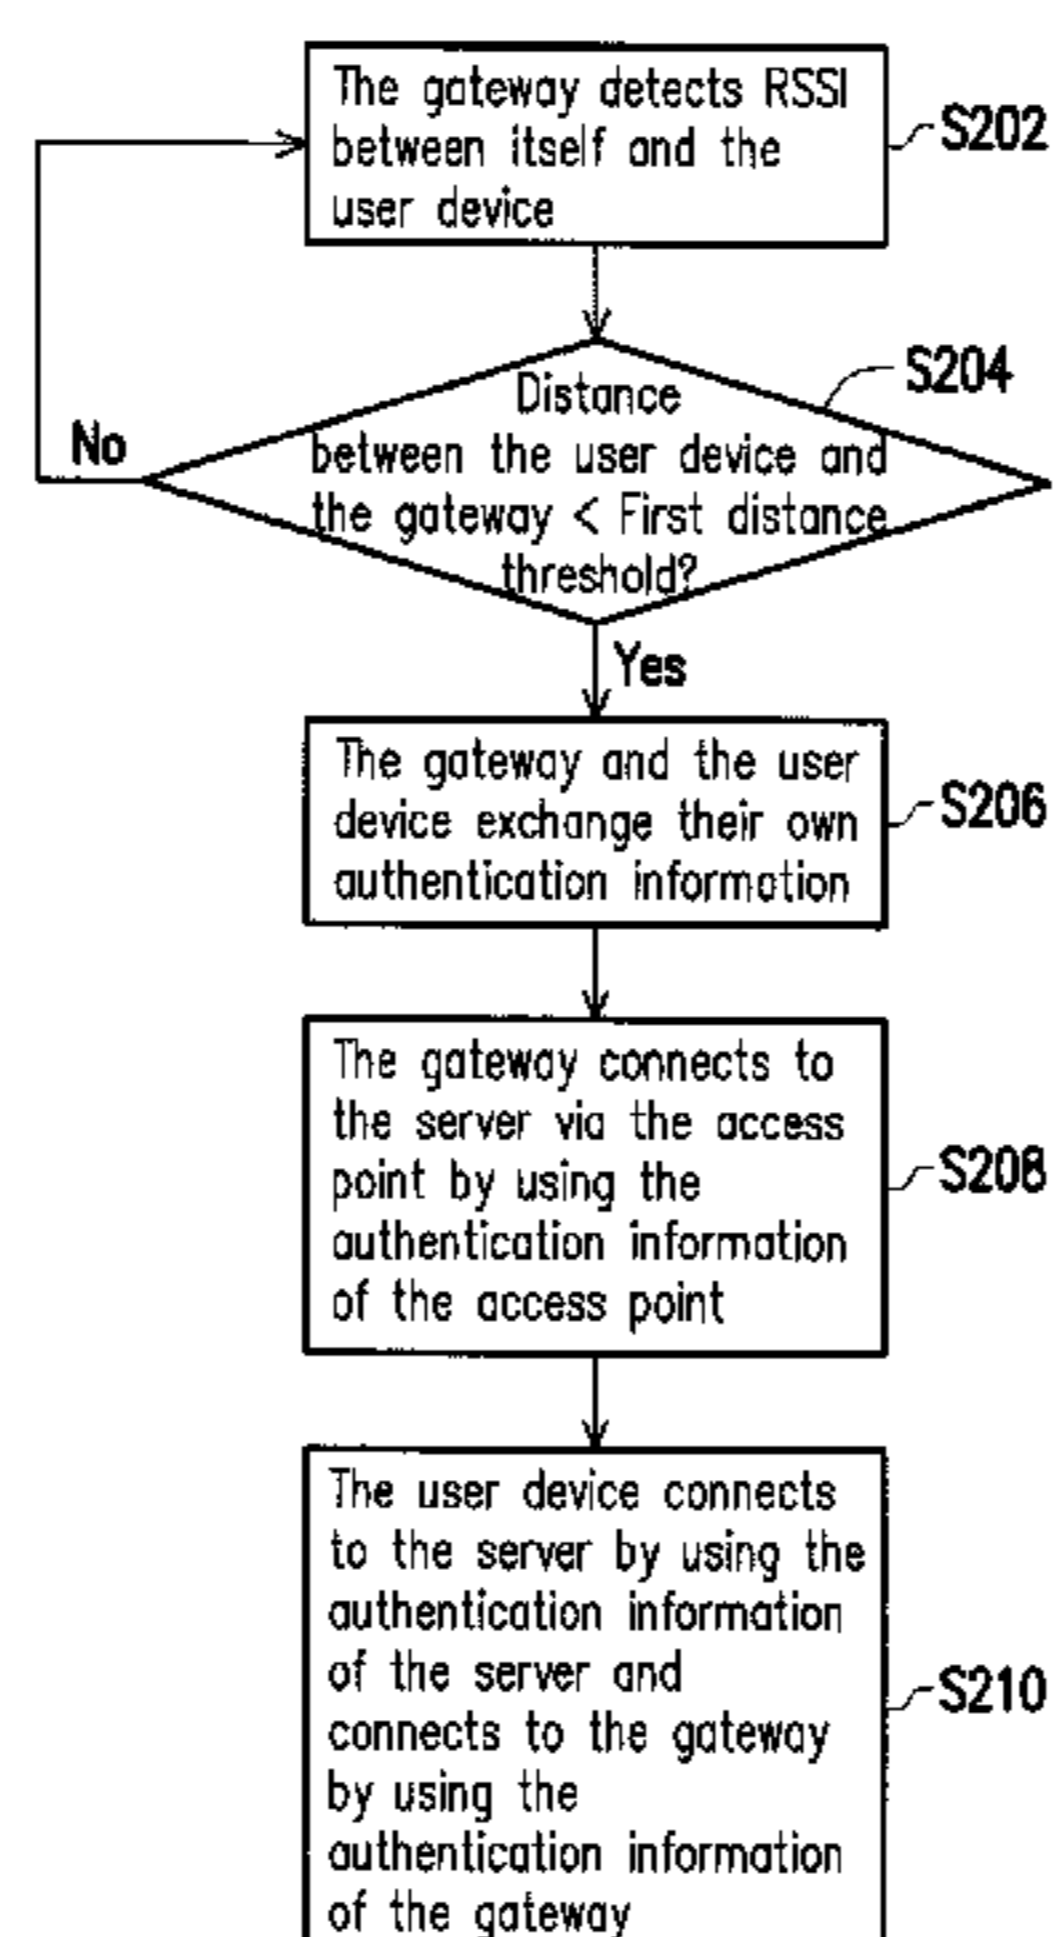 The gateway detects RSSI
between itself and the
user device
S202
Distance
between the user device and
the gateway < First distance
threshold?
S204
No
Yes
The gateway and the user
device exchange their own
authentication information
S206
The gateway connects to
the server via the access
point by using the
authentication information
of the access point
S208
The user device connects
to the server by using the
authentication information
of the server and
connects to the gateway
by using the
authentication information
of the gateway
S210